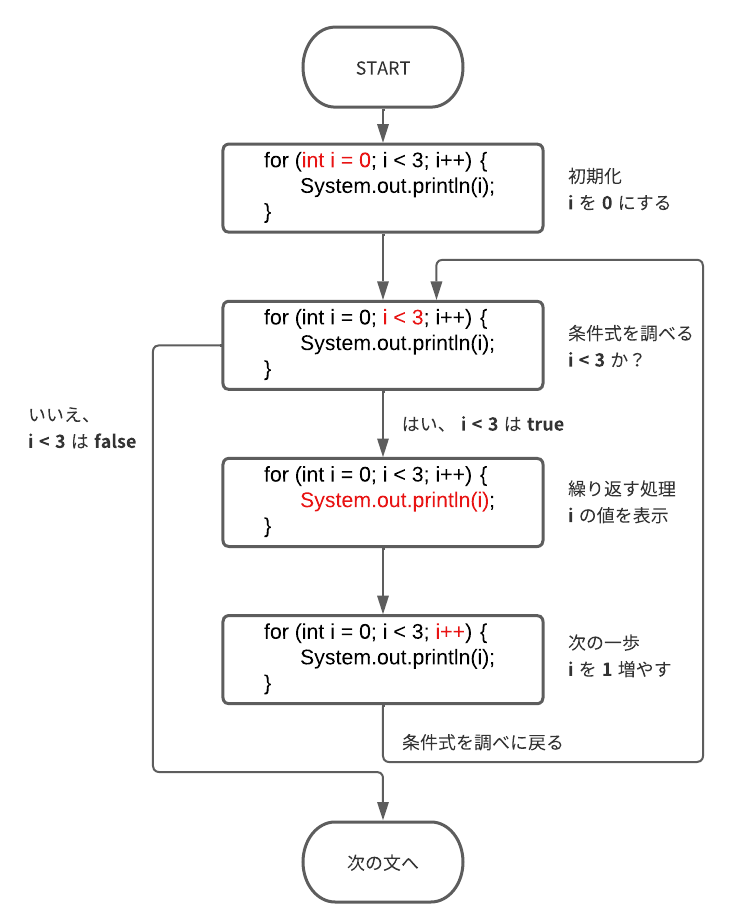 START
for (int i = 0; i < 3; i++) {
System.out.println(i);
}
初期化
i を 0 にする
for (int i = 0; i < 3; i++) {
System.out.println(i);
}
条件式を調べる
i < 3 か？
いいえ、
i < 3 は false
はい、 i < 3 は true
for (int i = 0; i < 3; i++) {
System.out.println(i);
}
繰り返す処理
i の値を表示
for (int i = 0; i < 3; i++) {
System.out.println(i);
}
次の一歩
i を 1 増やす
条件式を調べに戻る
次の文へ